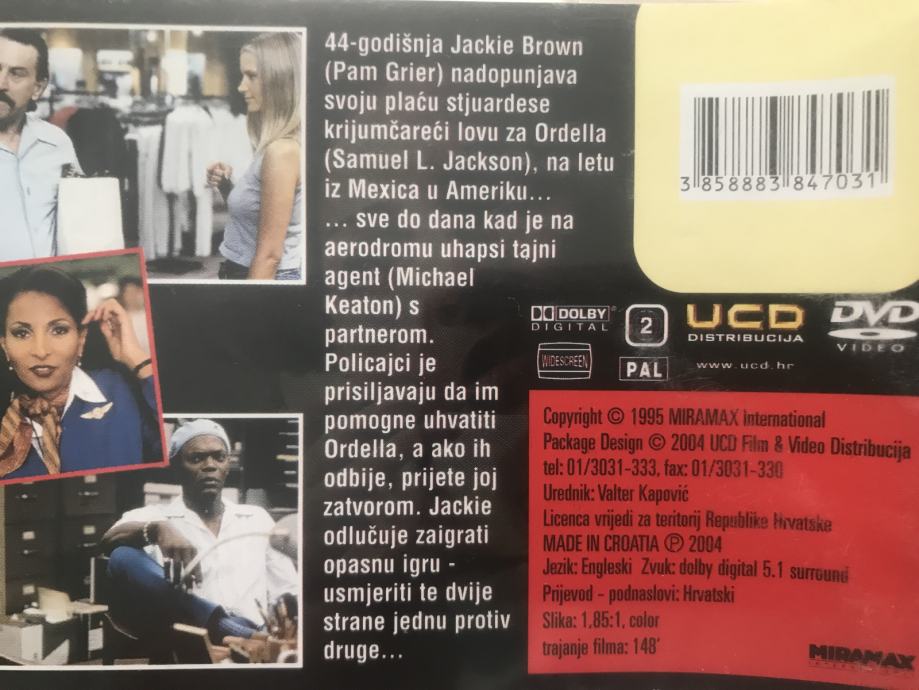 44-godišnja Jackie Brown
(Pam Grier) nadopunjava
svoju plaću stjuardese
krijumčareći lovu za Ordella
(Samuel L. Jackson), na letu
iz Mexica u Ameriku...
... sve do dana kad je na
aerodromu uhapsi tajni
agent (Michael
Keaton) s
partnerom.
Policajci je
prisiljavaju da im
pomogne uhvatiti
Ordella, a ako ih
odbije, prijete joj
zatvorom. Jackie
odlučuje zaigrati
opasnu igru -
usmjeriti te dvije
strane jednu protiv
druge...
3 858883 847031
DOLBY
DIGITAL
2
UCD
DISTRIBUCIJA
DVD
VIDEO
WIDESCREEN
PAL
www.ucd.hr
Copyright © 1995 MIRAMAX International
Package Design © 2004 UCD Film & Video Distribucija
tel: 01/3031-333, fax: 01/3031-330
Urednik: Valter Kapović
Licenca vrijedi za teritorij Republike Hrvatske
MADE IN CROATIA Ⓟ 2004
Jezik: Engleski Zvuk: dolby digital 5.1 surround
Prijevod - podnaslovi: Hrvatski
Slika: 1,85:1, color
trajanje filma: 148'
MIRAMAX
INTERNATIONAL